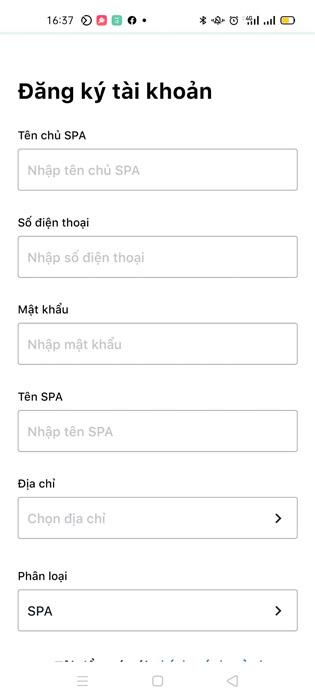 16:37
Đăng ký tài khoản
Tên chủ SPA
Nhập tên chủ SPA
Số điện thoại
Nhập số điện thoại
Mật khẩu
Nhập mật khẩu
Tên SPA
Nhập tên SPA
Địa chỉ
Chọn địa chỉ
Phân loại
SPA